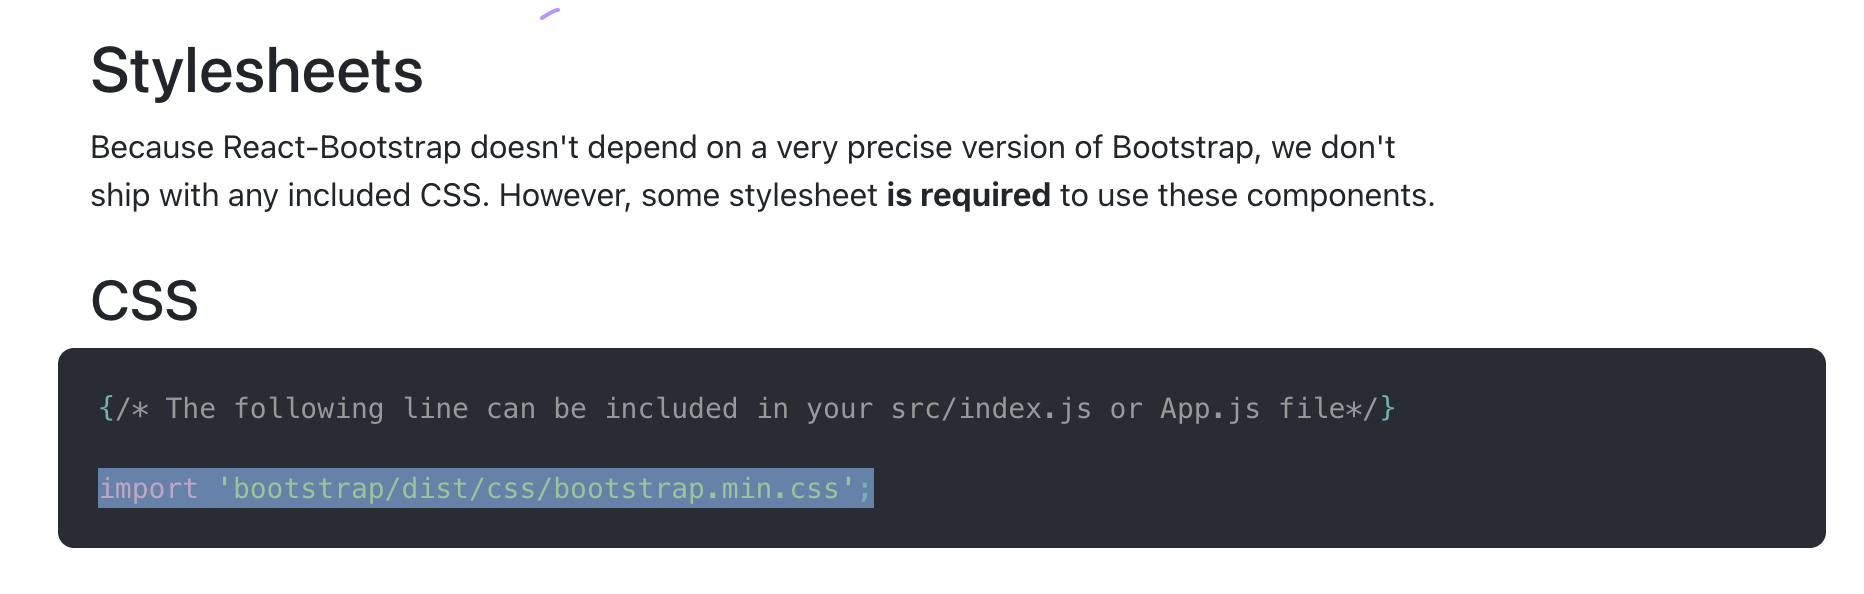 Stylesheets
Because React-Bootstrap doesn't depend on a very precise version of Bootstrap, we don't
ship with any included CSS. However, some stylesheet is required to use these components.
CSS
{/* The following line can be included in your src/index.js or App.js file*/}
import 'bootstrap/dist/css/bootstrap.min.css';